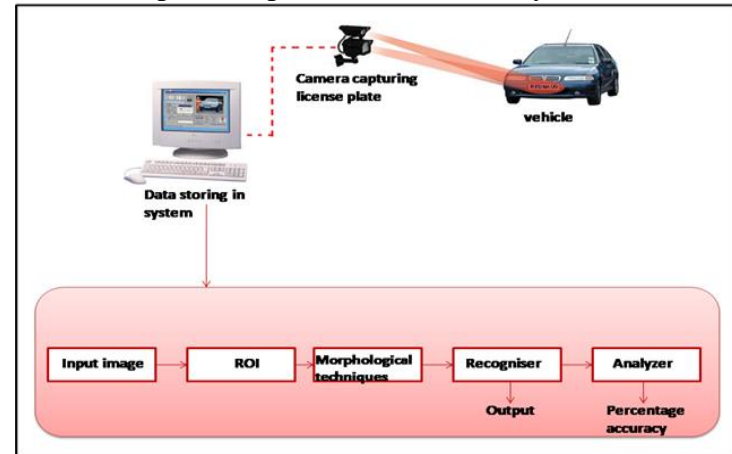 Camera capturing
license plate
vehicle
Data storing in
system
Input image
ROI
Morphological
techniques
Recogniser
Analyzer
Output
Percentage
accuracy